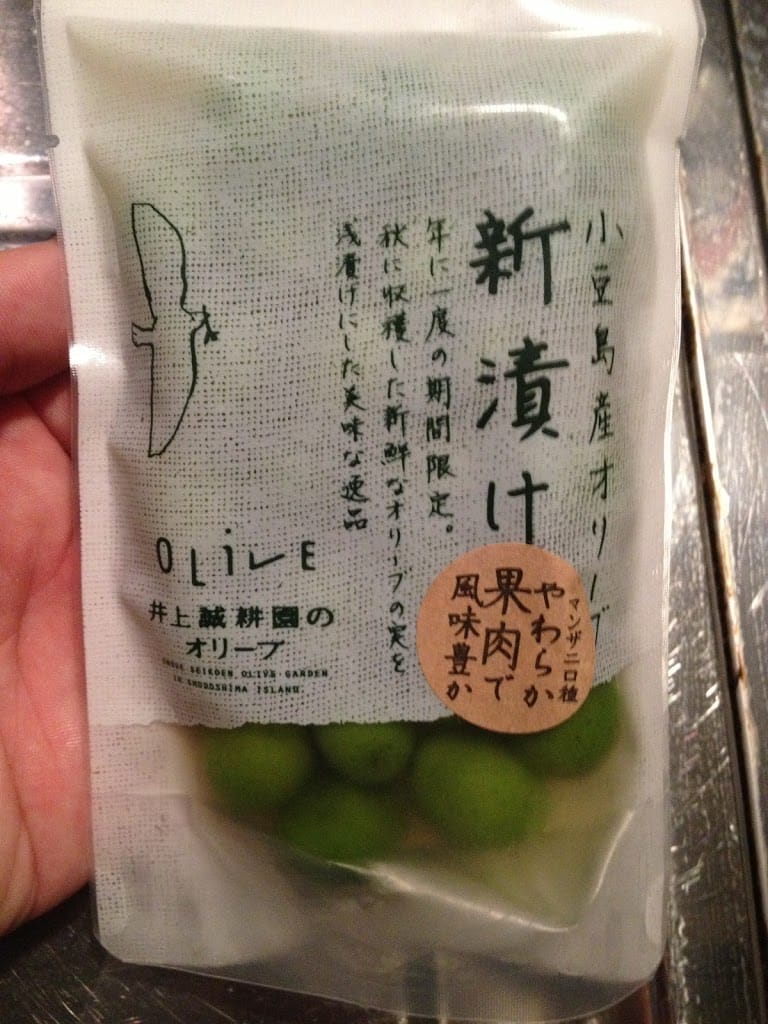 小豆島産オリーブ
新漬け
年に一度の期間限定。
秋に収穫した新鮮なオリーブの実を
浅漬けにした美味な逸品
OLiVE
井上誠耕園の
オリーブ
INOUE SEIKOEN OLIVE GARDEN
IN SHODOSHIMA ISLAND
マンザニロ種
やわらか
果肉で
風味豊か